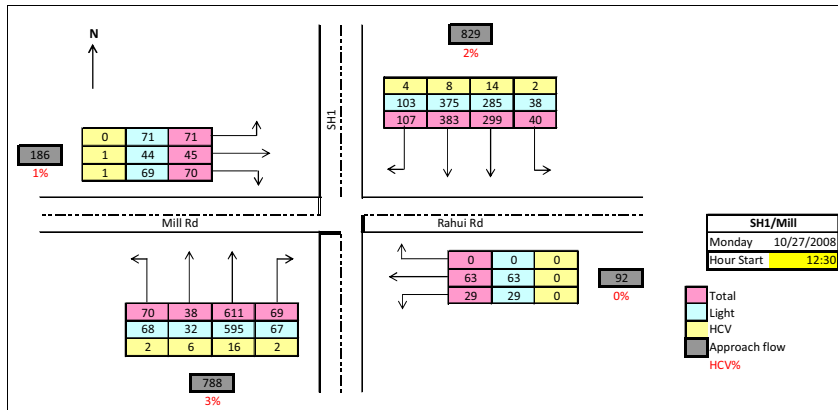 829
2%
N
4 8 14 2
103 375 285 38
107 383 299 40
SH1
0 71 71
1 44 45
1 69 70
186
1%
Mill Rd
Rahui Rd
SH1/Mill
Monday 10/27/2008
Hour Start 12:30
0 0 0
63 63 0
29 29 0
92
0%
Total
Light
HCV
Approach flow
HCV%
70 38 611 69
68 32 595 67
2 6 16 2
788
3%